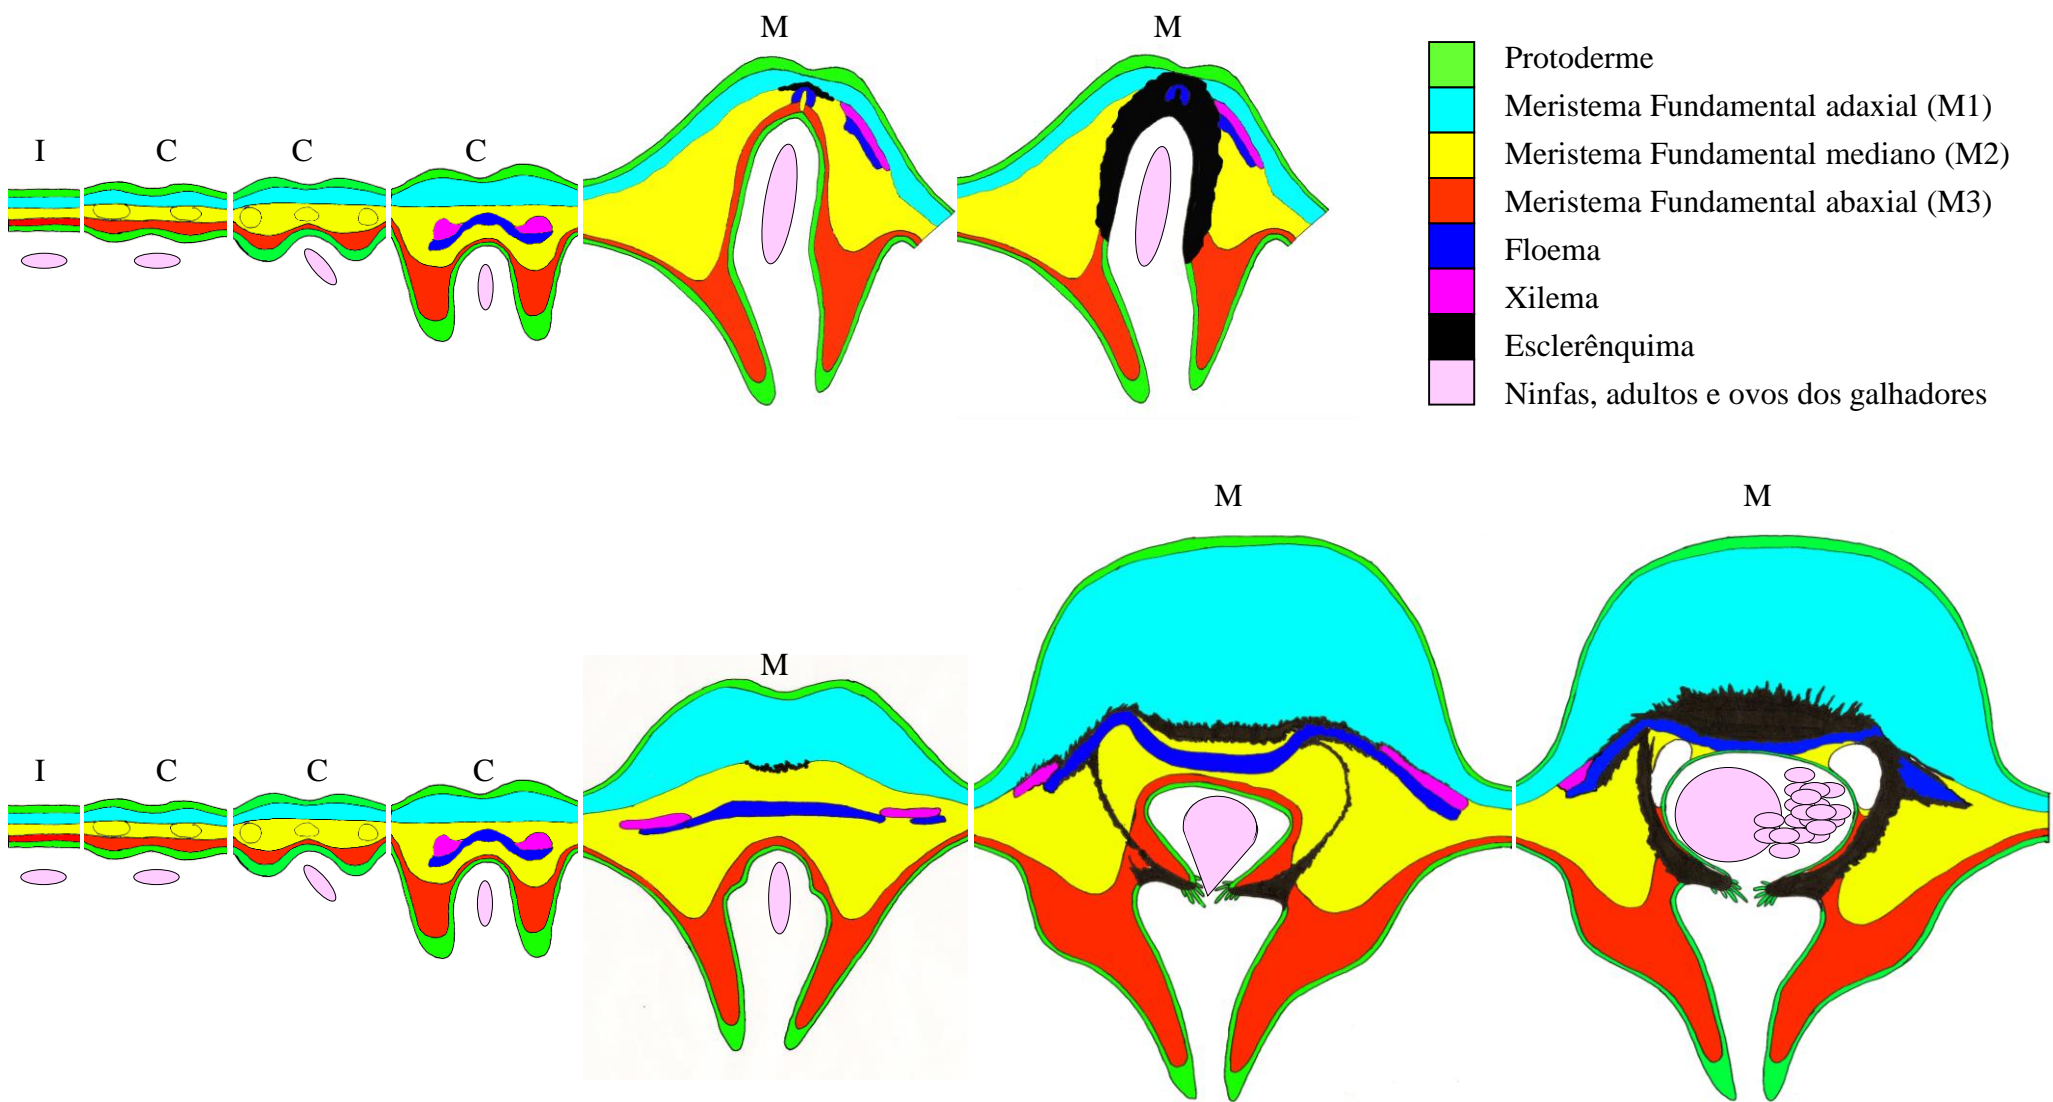 M
M
I
C
C
C
Protoderme
Meristema Fundamental adaxial (M1)
Meristema Fundamental mediano (M2)
Meristema Fundamental abaxial (M3)
Floema
Xilema
Esclerênquima
Ninfas, adultos e ovos dos galhadores
M
M
M
I
C
C
C